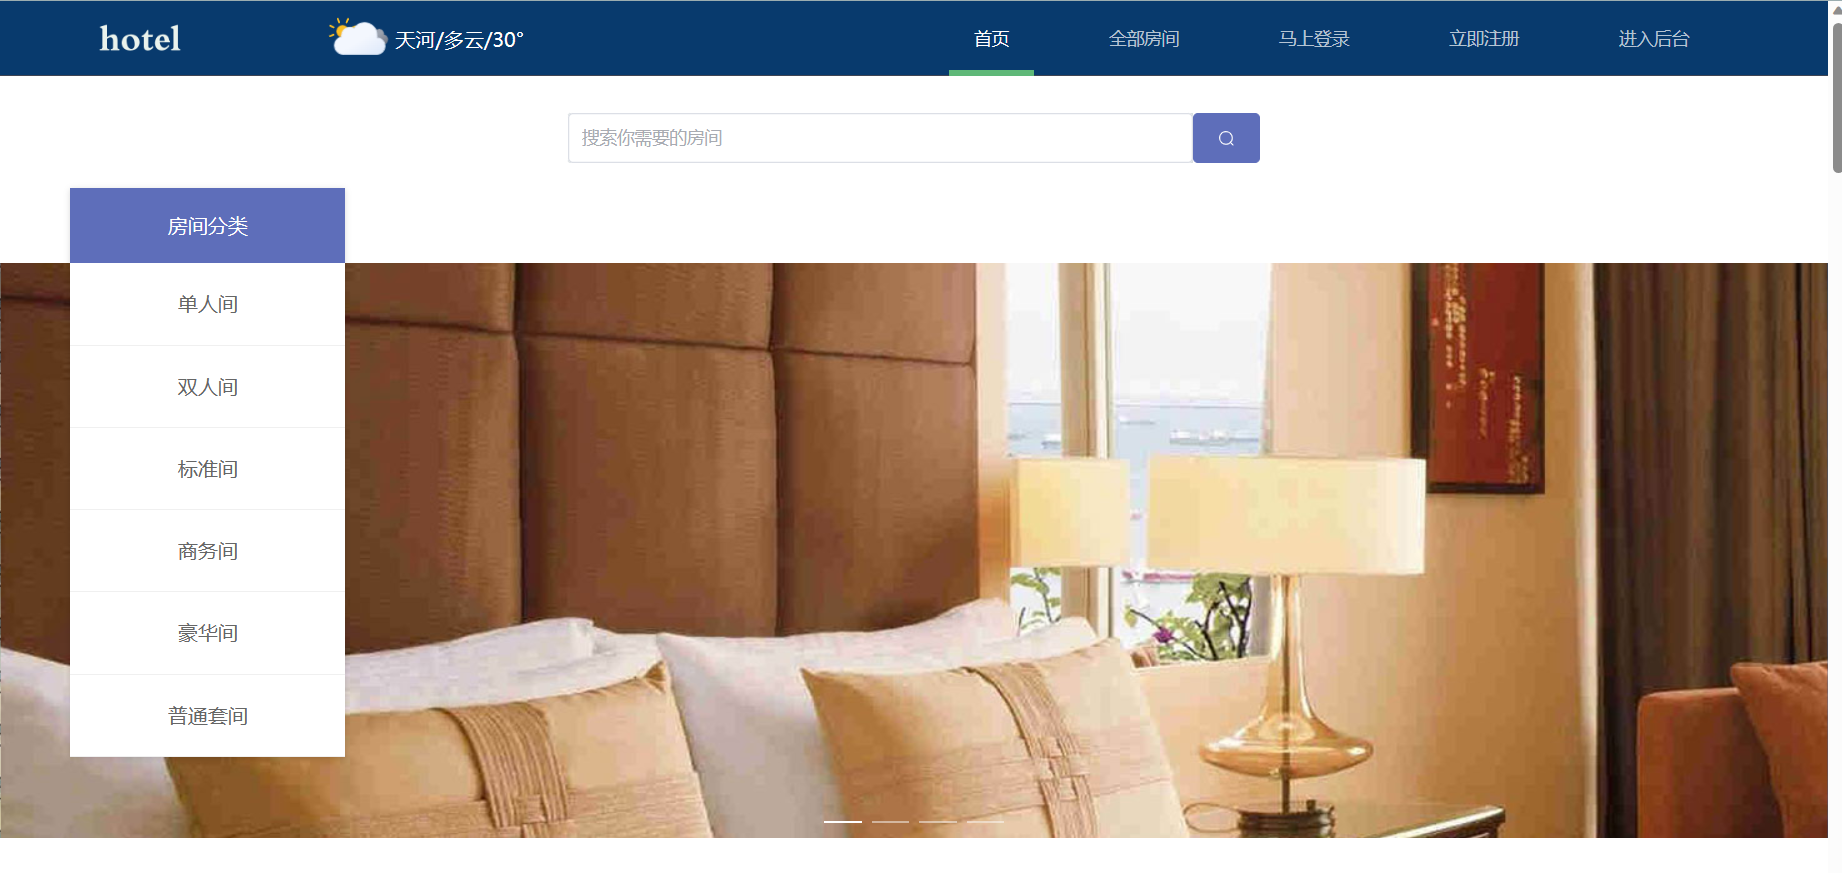 hotel
天河/多云/30°
首页
全部房间
马上登录
立即注册
进入后台
搜索你需要的房间
房间分类
单人间
双人间
标准间
商务间
豪华间
普通套间